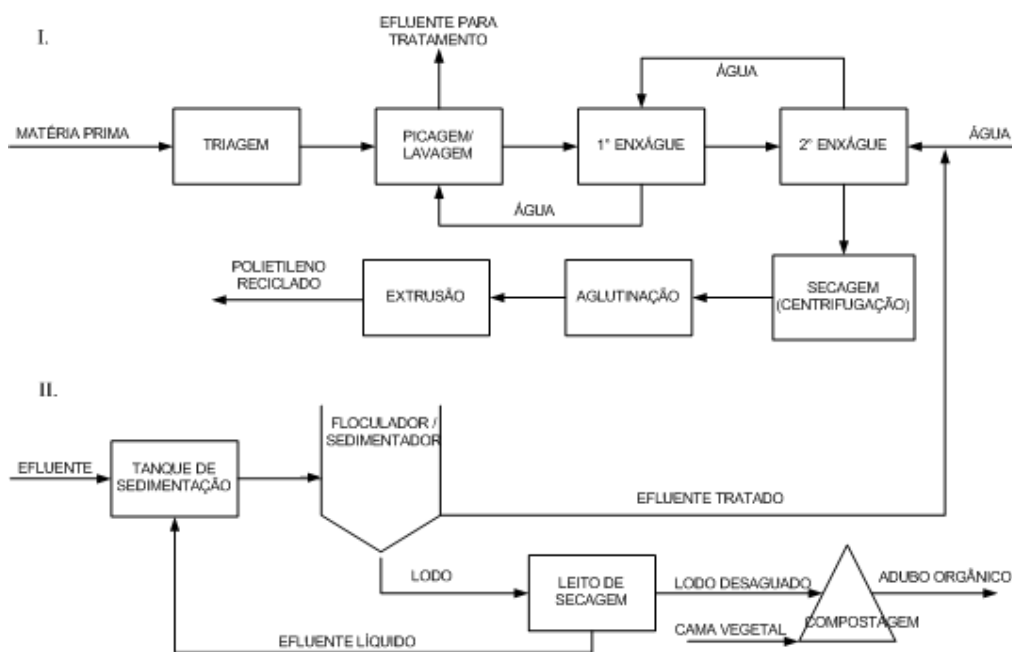 I.
EFLUENTE PARA
TRATAMENTO
ÁGUA
MATÉRIA PRIMA
TRIAGEM
PICAGEM/
LAVAGEM
1° ENXÁGUE
2° ENXÁGUE
ÁGUA
ÁGUA
POLIETILENO
RECICLADO
EXTRUSÃO
AGLUTINAÇÃO
SECAGEM
(CENTRIFUGAÇÃO)
II.
FLOCULADOR /
SEDIMENTADOR
EFLUENTE
TANQUE DE
SEDIMENTAÇÃO
EFLUENTE TRATADO
LODO
LEITO DE
SECAGEM
LODO DESAGUADO
ADUBO ORGÂNICO
CAMA VEGETAL
COMPOSTAGEM
EFLUENTE LÍQUIDO